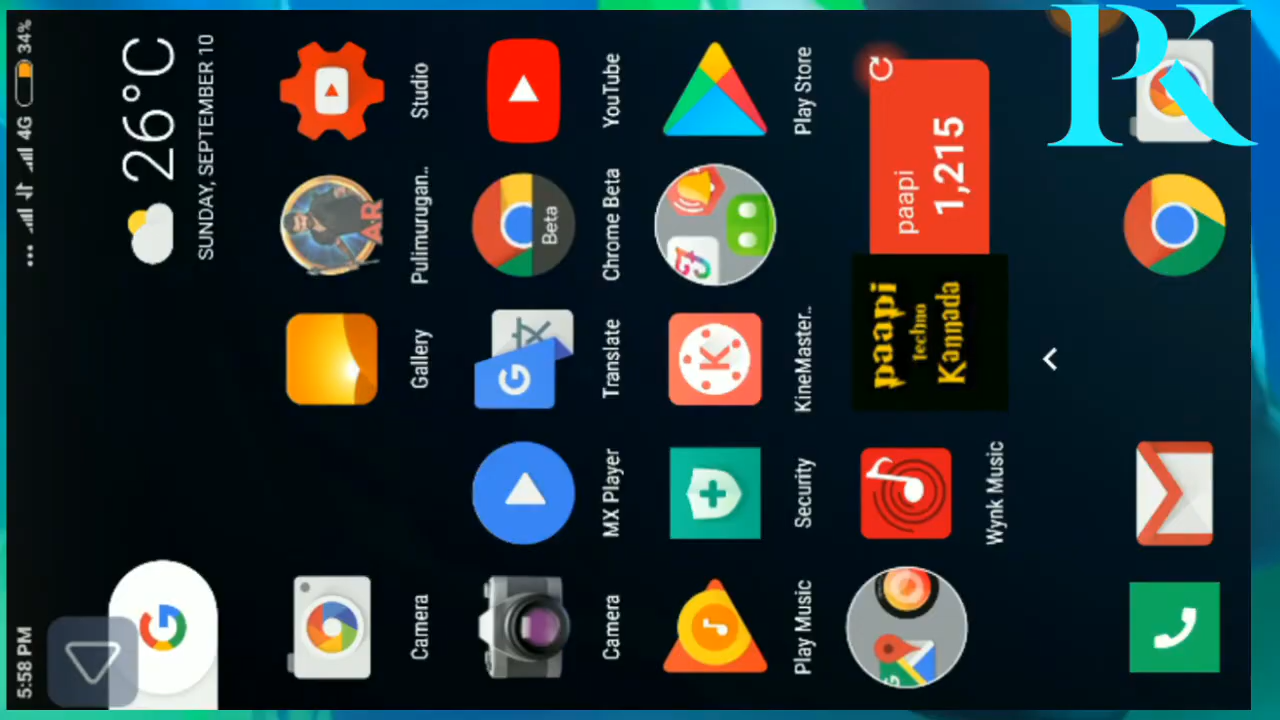 5:58 PM
4G 34%
26°C
SUNDAY, SEPTEMBER 10
Camera
Gallery
Pulimurugan..
Studio
Camera
MX Player
Translate
Beta
Chrome Beta
YouTube
Play Music
Security
KineMaster..
Play Store
Wynk Music
paapi
techno
Kannada
paapi
1,215
PK